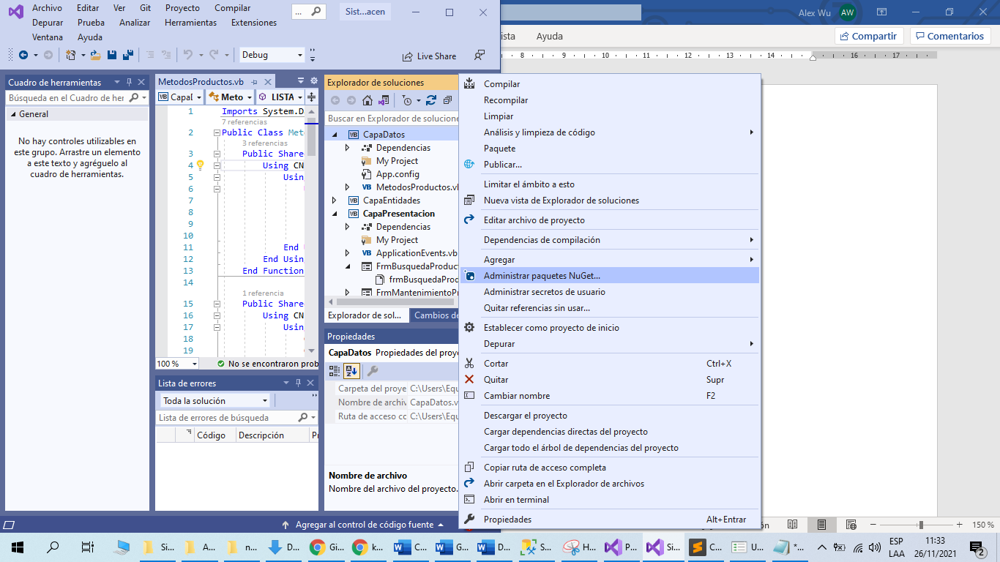 Archivo Editar Ver Git Proyecto Compilar
Depurar Prueba Analizar Herramientas Extensiones
Ventana Ayuda
... Sist...acen
Alex Wu AW
Debug Live Share
ista Ayuda Compartir Comentarios
8 9 10 11 12 13 14 15 16 17
Cuadro de herramientas
Búsqueda en el Cuadro de her
General
No hay controles utilizables en
este grupo. Arrastre un elemento
a este texto y agréguelo al
cuadro de herramientas.
MetodosProductos.vb
CapaD Meto LISTA
1 Imports System.D
7 referencias
2 Public Class Met
3 referencias
3 Public Share
4 Using CN
5 Usin
6
7
8
9
10
11 End
12 End Usin
13 End Function
14
1 referencia
15 Public Share
16 Using CN
17 Usin
18
19
100 % No se encontraron prob
Lista de errores
Toda la solución
Lista de errores de búsqueda
Código Descripción
Explorador de soluciones
Buscar en Explorador de solucione
CapaDatos
Dependencias
My Project
App.config
MetodosProductos.vb
CapaEntidades
CapaPresentacion
Dependencias
My Project
ApplicationEvents.vb
FrmBusquedaProduct
frmBusquedaProd
FrmMantenimientoPr
Explorador de sol... Cambios de
Propiedades
CapaDatos Propiedades del proye
Carpeta del proye C:\Users\Equ
Nombre de archiv CapaDatos.v
Ruta de acceso cc C:\Users\Equ
Nombre de archivo
Nombre del archivo del proyecto.
Compilar
Recompilar
Limpiar
Análisis y limpieza de código
Paquete
Publicar...
Limitar el ámbito a esto
Nueva vista de Explorador de soluciones
Editar archivo de proyecto
Dependencias de compilación
Agregar
Administrar paquetes NuGet...
Administrar secretos de usuario
Quitar referencias sin usar...
Establecer como proyecto de inicio
Depurar
Cortar Ctrl+X
Quitar Supr
Cambiar nombre F2
Descargar el proyecto
Cargar dependencias directas del proyecto
Cargar todo el árbol de dependencias del proyecto
Copiar ruta de acceso completa
Abrir carpeta en el Explorador de archivos
Abrir en terminal
Propiedades Alt+Entrar
Agregar al control de código fuente
150 %
Si... A... n... D... Gi... k... C... G... D... S... H... P... Si... C... U... *...
ESP
LAA
11:33
26/11/2021
2